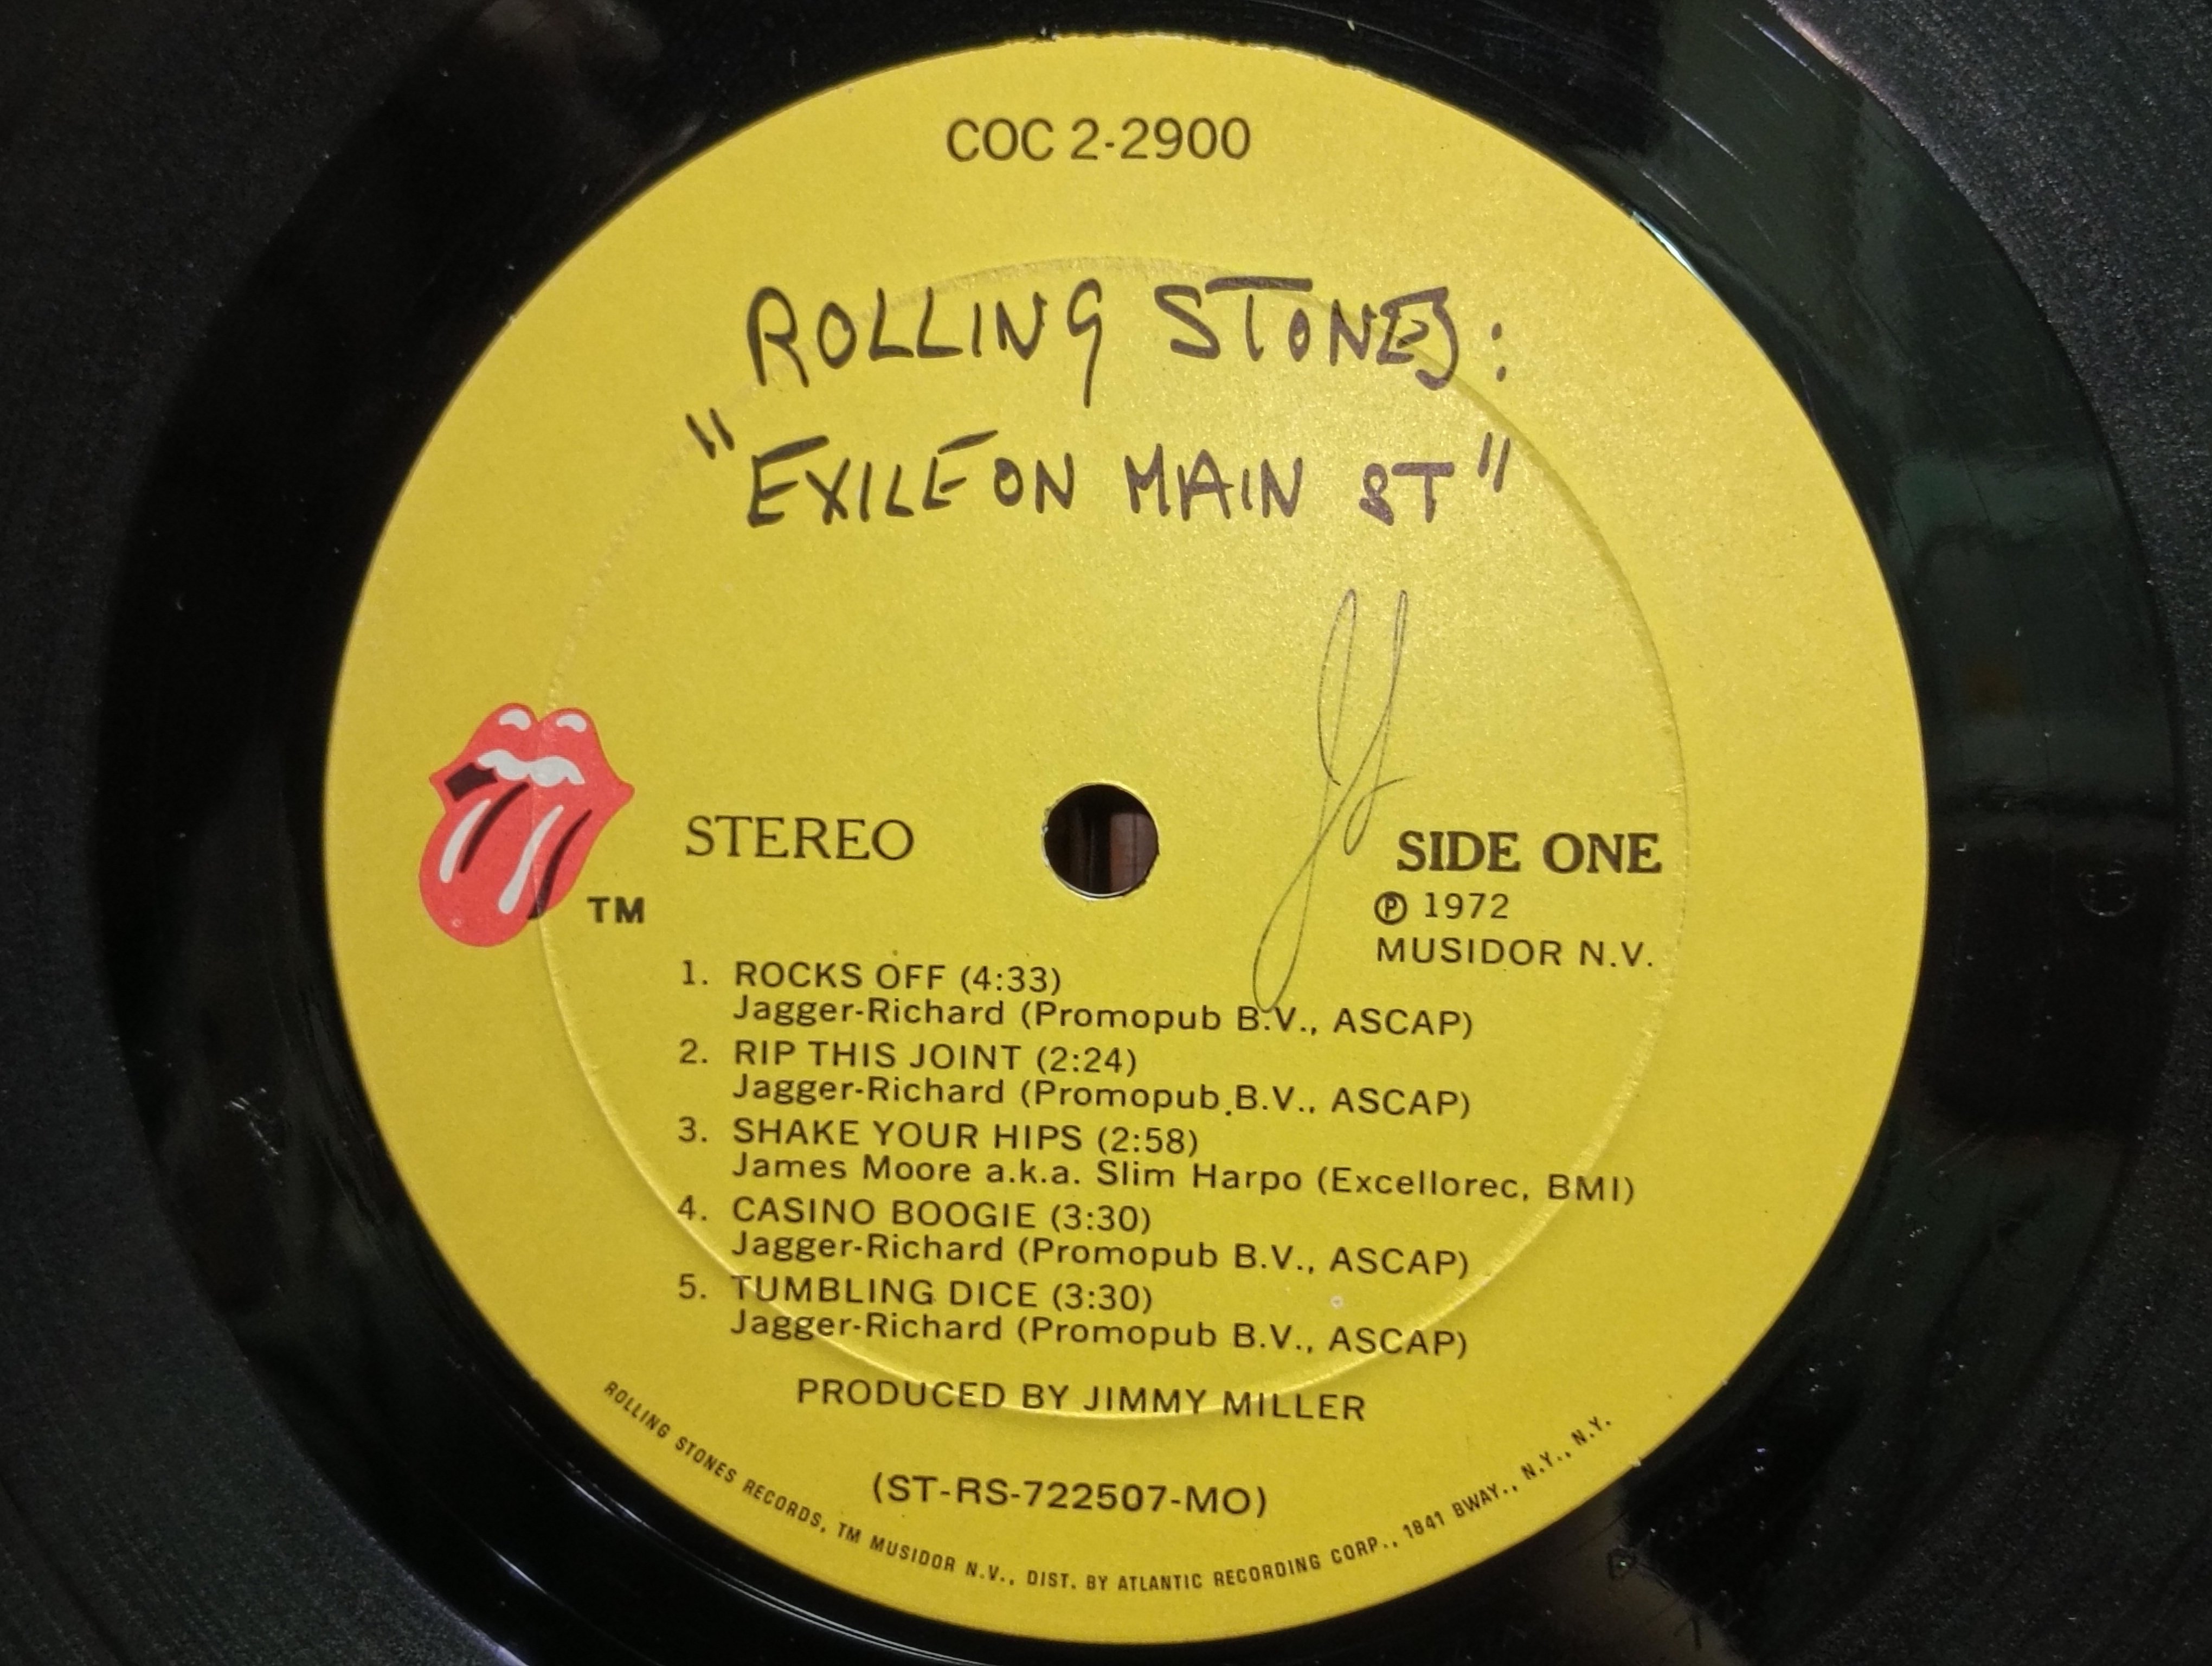 COC 2-2900
ROLLING STONES:
"EXILE ON MAIN ST"
STEREO
SIDE ONE
℗ 1972
MUSIDOR N.V.
TM
1. ROCKS OFF (4:33)
Jagger-Richard (Promopub B.V., ASCAP)
2. RIP THIS JOINT (2:24)
Jagger-Richard (Promopub B.V., ASCAP)
3. SHAKE YOUR HIPS (2:58)
James Moore a.k.a. Slim Harpo (Excellorec, BMI)
4. CASINO BOOGIE (3:30)
Jagger-Richard (Promopub B.V., ASCAP)
5. TUMBLING DICE (3:30)
Jagger-Richard (Promopub B.V., ASCAP)
PRODUCED BY JIMMY MILLER
(ST-RS-722507-MO)
ROLLING STONES RECORDS, TM MUSIDOR N.V., DIST. BY ATLANTIC RECORDING CORP., 1841 BWAY., N.Y., N.Y.